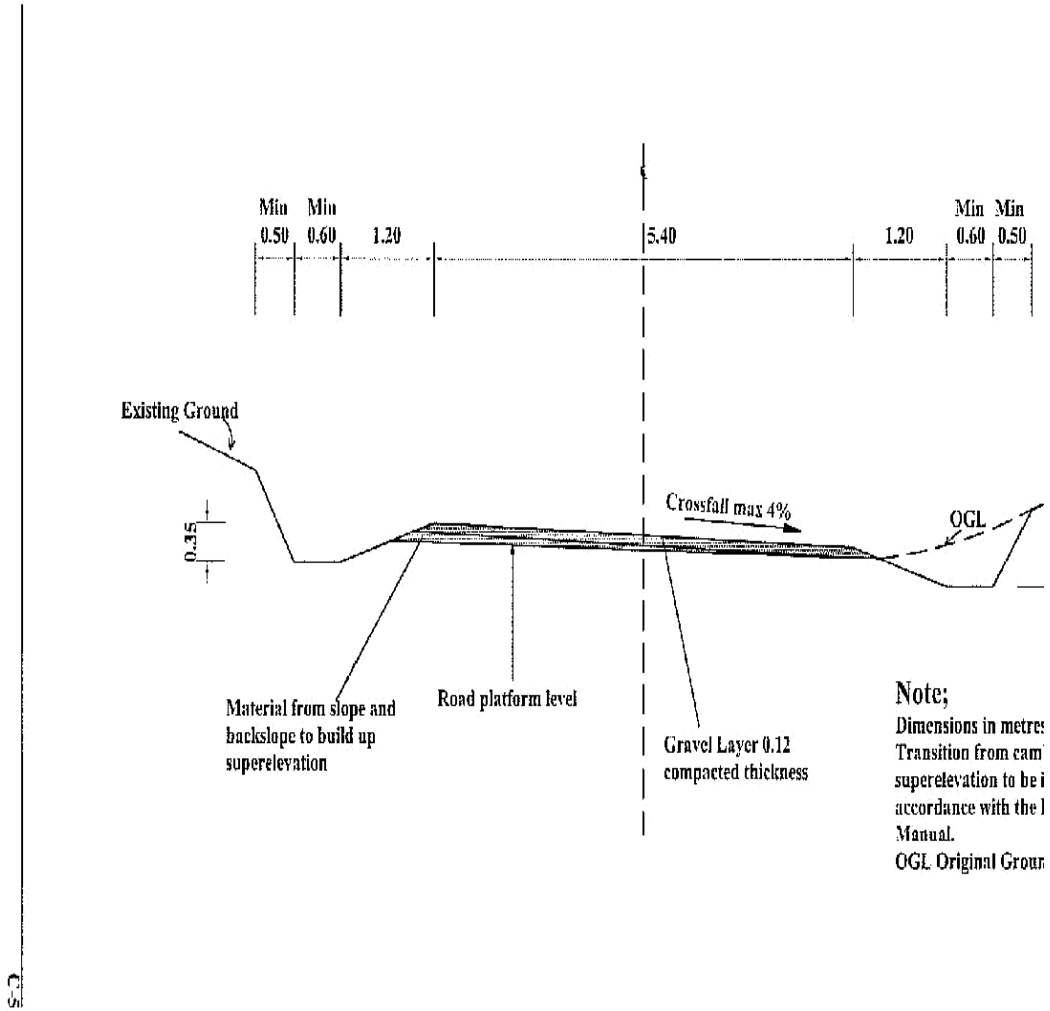 Min Min
0.50 0.60 1.20 5.40 1.20
Min Min
0.60 0.50
Existing Ground
0.35
Crossfall max 4%
OGL
Material from slope and
backslope to build up
superelevation
Road platform level
Gravel Layer 0.12
compacted thickness
Note;
Dimensions in metres
Transition from cam
superelevation to be i
accordance with the
Manual.
OGL Original Groun
C-5